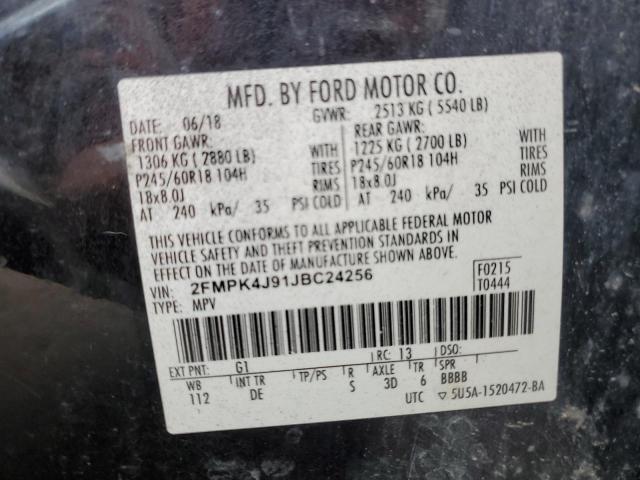 MFD. BY FORD MOTOR CO.
DATE: 06/18 GVWR: 2513 KG ( 5540 LB)
FRONT GAWR: REAR GAWR:
1306 KG ( 2880 LB) WITH 1225 KG ( 2700 LB) WITH
P245/60R18 104H TIRES P245/60R18 104H TIRES
18x8.0J RIMS 18x8.0J RIMS
AT 240 kPa/ 35 PSI COLD AT 240 kPa/ 35 PSI COLD
THIS VEHICLE CONFORMS TO ALL APPLICABLE FEDERAL MOTOR
VEHICLE SAFETY AND THEFT PREVENTION STANDARDS IN
EFFECT ON THE DATE OF MANUFACTURE SHOWN ABOVE.
VIN: 2FMPK4J91JBC24256 F0215
TYPE: MPV T0444
EXT PNT: G1 RC: 13 DSO:
WB INT TR TP/PS R AXLE TR SPR
112 DE S 3D 6 BBBB
UTC ▽5U5A-1520472-BA